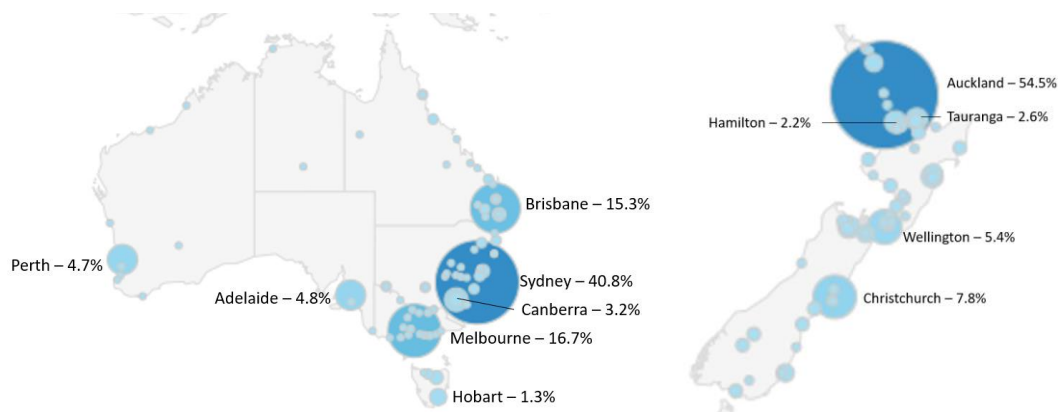 Brisbane – 15.3%
Perth – 4.7%
Adelaide – 4.8%
Sydney – 40.8%
Canberra – 3.2%
Melbourne – 16.7%
Hobart – 1.3%
Auckland – 54.5%
Hamilton – 2.2%
Tauranga – 2.6%
Wellington – 5.4%
Christchurch – 7.8%